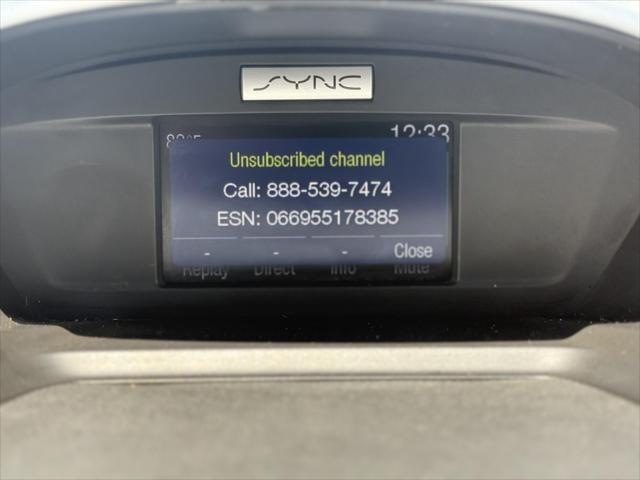 SYNC
12:33
Unsubscribed channel
Call: 888-539-7474
ESN: 066955178385
- - - Close
Replay Direct Info Mute